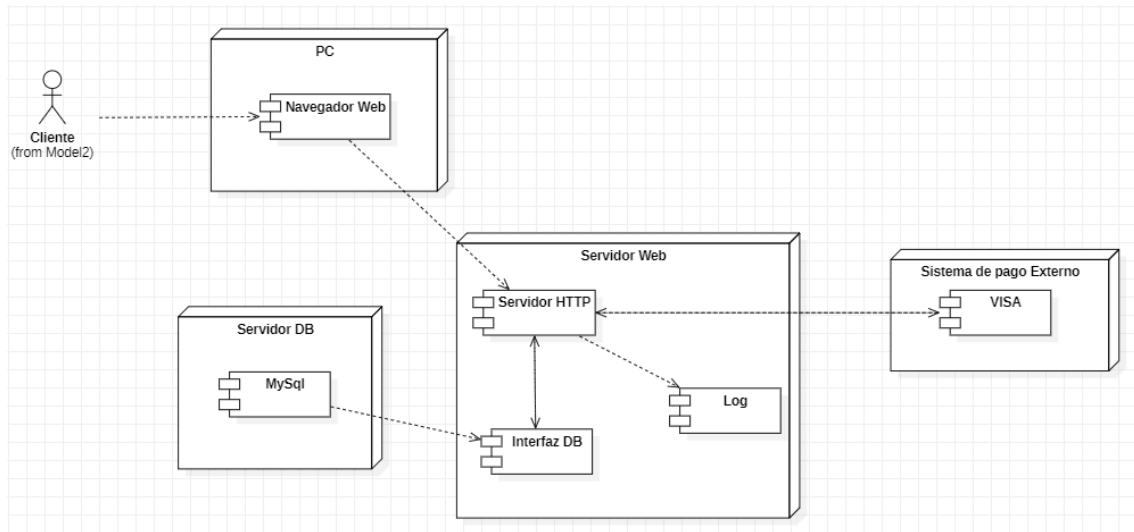 PC
Navegador Web
Cliente
(from Model2)
Servidor Web
Sistema de pago Externo
Servidor HTTP
VISA
Servidor DB
MySql
Log
Interfaz DB